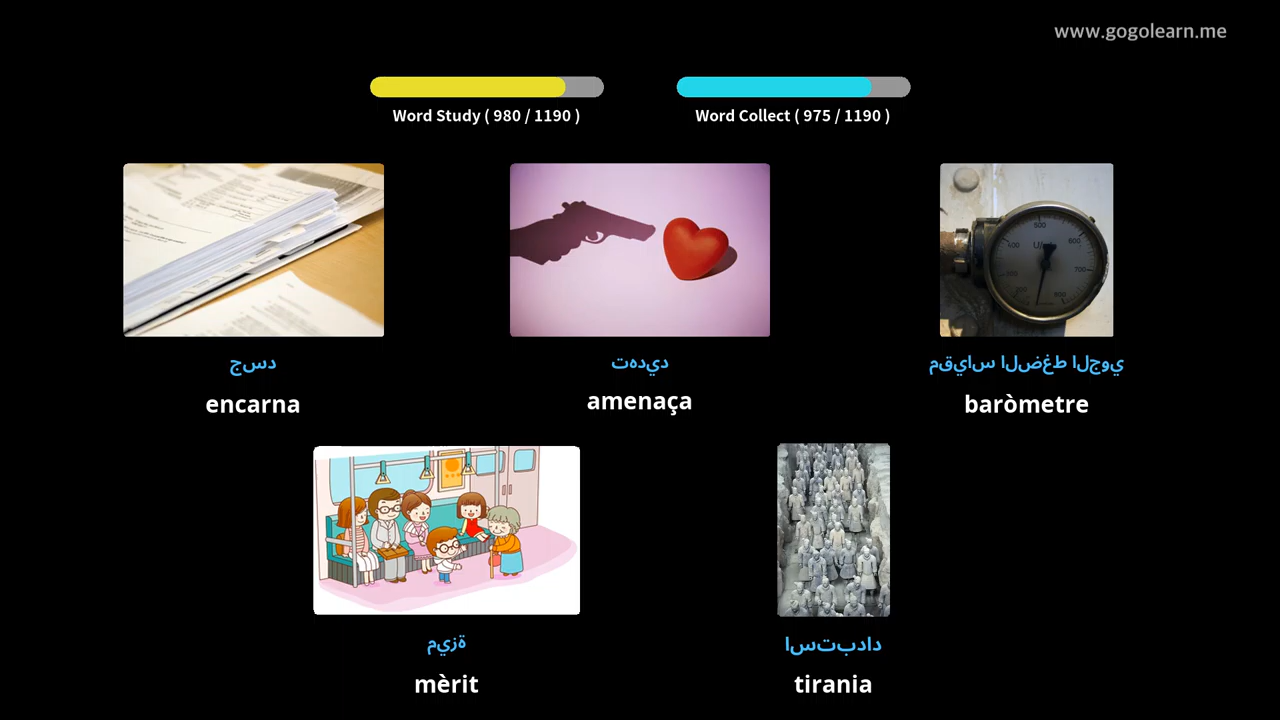 www.gogolearn.me
Word Study ( 980 / 1190 )
Word Collect ( 975 / 1190 )
جسد
encarna
تهديد
amenaça
مقياس الضغط الجوي
baròmetre
ميزة
mèrit
استبداد
tirania